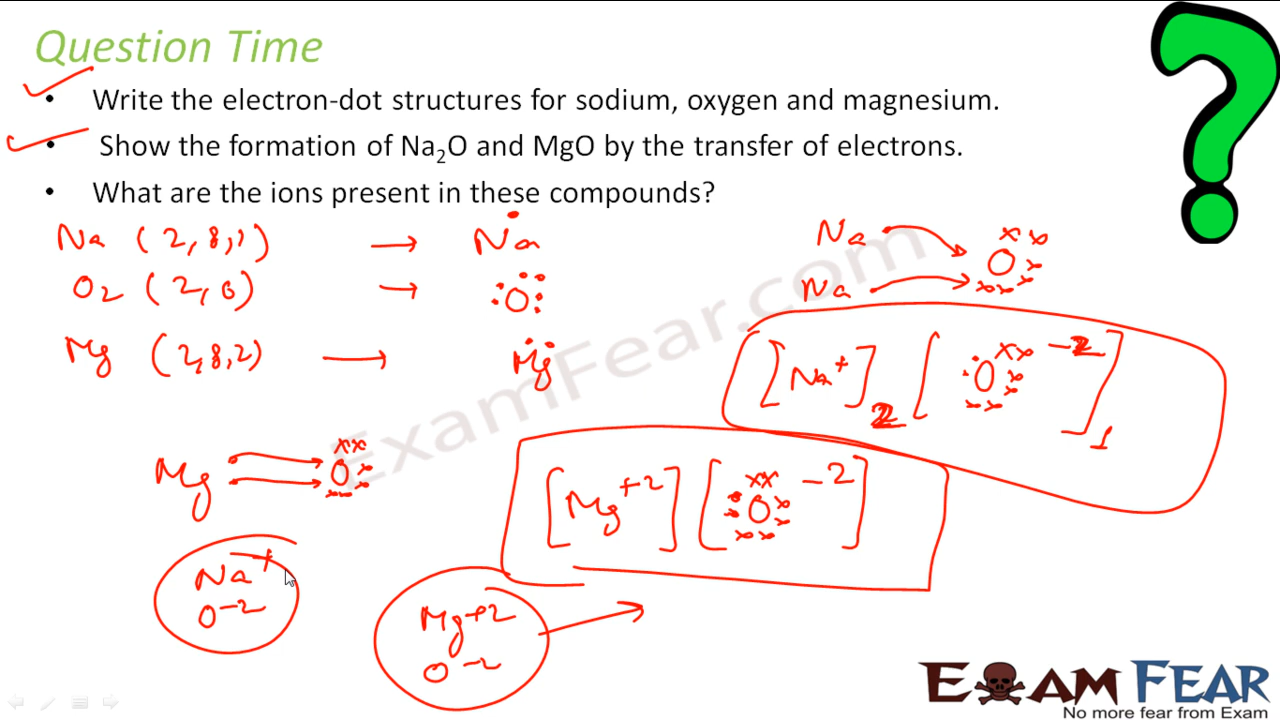 Question Time
• Write the electron-dot structures for sodium, oxygen and magnesium.
• Show the formation of Na₂O and MgO by the transfer of electrons.
• What are the ions present in these compounds?
Na (2,8,1) → Na
O₂ (2,6) → O
Mg (2,8,2) → Mg
Na
Na
O
[Na⁺]₂ [O⁻²]₁
Mg O
[Mg⁺²] [O⁻²]
Na⁺
O⁻²
Mg⁺²
O⁻²
ExamFear.com
EXAM FEAR
No more fear from Exam